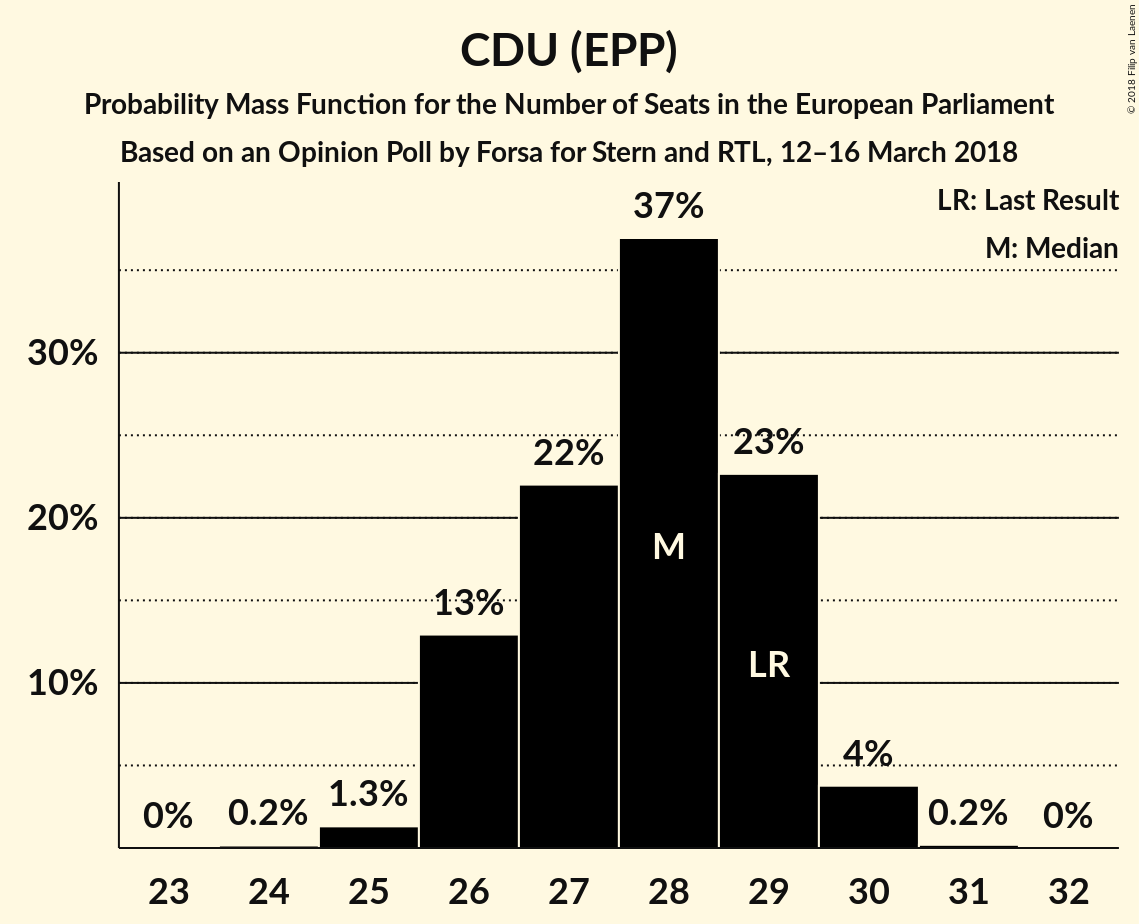 CDU (EPP)
Probability Mass Function for the Number of Seats in the European Parliament
Based on an Opinion Poll by Forsa for Stern and RTL, 12–16 March 2018
© 2018 Filip van Laenen
LR: Last Result
M: Median
37%
30%
23%
22%
20%
M
13%
LR
10%
4%
1.3%
0%
0.2%
0.2%
0%
23 24 25 26 27 28 29 30 31 32